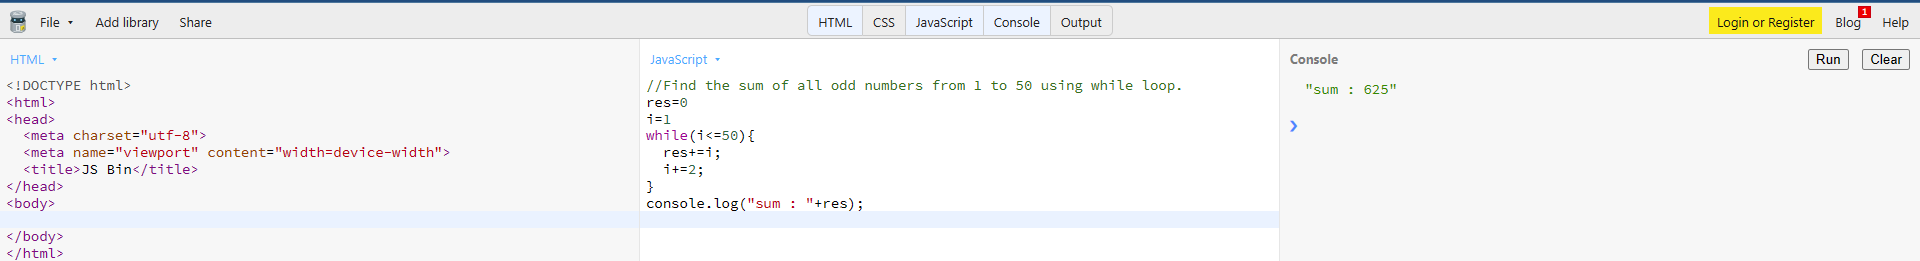 File Add library Share HTML CSS JavaScript Console Output Login or Register Blog 1 Help
HTML
<!DOCTYPE html>
<html>
<head>
  <meta charset="utf-8">
  <meta name="viewport" content="width=device-width">
  <title>JS Bin</title>
</head>
<body>
</body>
</html>
JavaScript
//Find the sum of all odd numbers from 1 to 50 using while loop.
res=0
i=1
while(i<=50){
  res+=i;
  i+=2;
}
console.log("sum : "+res);
Console Run Clear
"sum : 625"